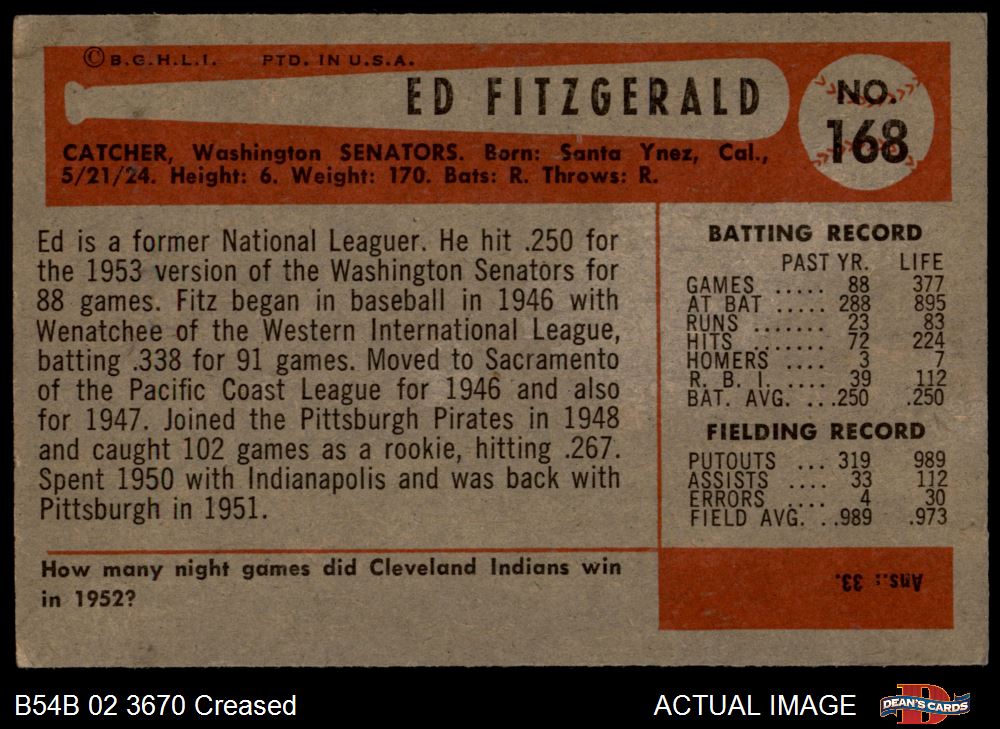 © B.G.H.L.I. PTD. IN U.S.A.
ED FITZGERALD
NO.
168
CATCHER, Washington SENATORS. Born: Santa Ynez, Cal.,
5/21/24. Height: 6. Weight: 170. Bats: R. Throws: R.
Ed is a former National Leaguer. He hit .250 for
the 1953 version of the Washington Senators for
88 games. Fitz began in baseball in 1946 with
Wenatchee of the Western International League,
batting .338 for 91 games. Moved to Sacramento
of the Pacific Coast League for 1946 and also
for 1947. Joined the Pittsburgh Pirates in 1948
and caught 102 games as a rookie, hitting .267.
Spent 1950 with Indianapolis and was back with
Pittsburgh in 1951.
BATTING RECORD
PAST YR. LIFE
GAMES ..... 88 377
AT BAT ..... 288 895
RUNS ....... 23 83
HITS ....... 72 224
HOMERS ..... 3 7
R. B. I. .... 39 112
BAT. AVG. ...250 .250
FIELDING RECORD
PUTOUTS ... 319 989
ASSISTS .... 33 112
ERRORS .... 4 30
FIELD AVG. ..989 .973
How many night games did Cleveland Indians win
in 1952?
Ans.: 33.
B54B 02 3670 Creased
ACTUAL IMAGE
D
DEAN'S CARDS